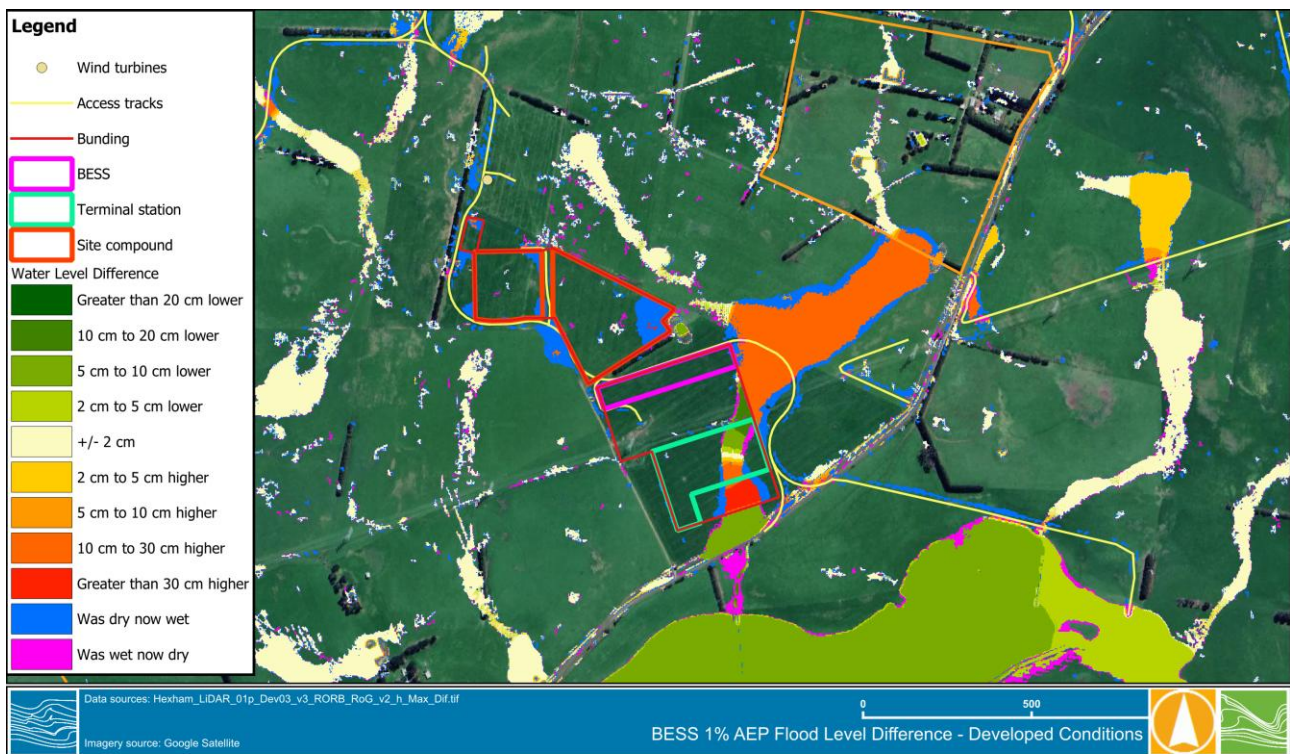 Legend
Wind turbines
Access tracks
Bunding
BESS
Terminal station
Site compound
Water Level Difference
Greater than 20 cm lower
10 cm to 20 cm lower
5 cm to 10 cm lower
2 cm to 5 cm lower
+/- 2 cm
2 cm to 5 cm higher
5 cm to 10 cm higher
10 cm to 30 cm higher
Greater than 30 cm higher
Was dry now wet
Was wet now dry
Data sources: Hexham_LiDAR_01p_Dev03_v3_RORB_RoG_v2_h_Max_Dif.tif
Imagery source: Google Satellite
0 500
BESS 1% AEP Flood Level Difference - Developed Conditions